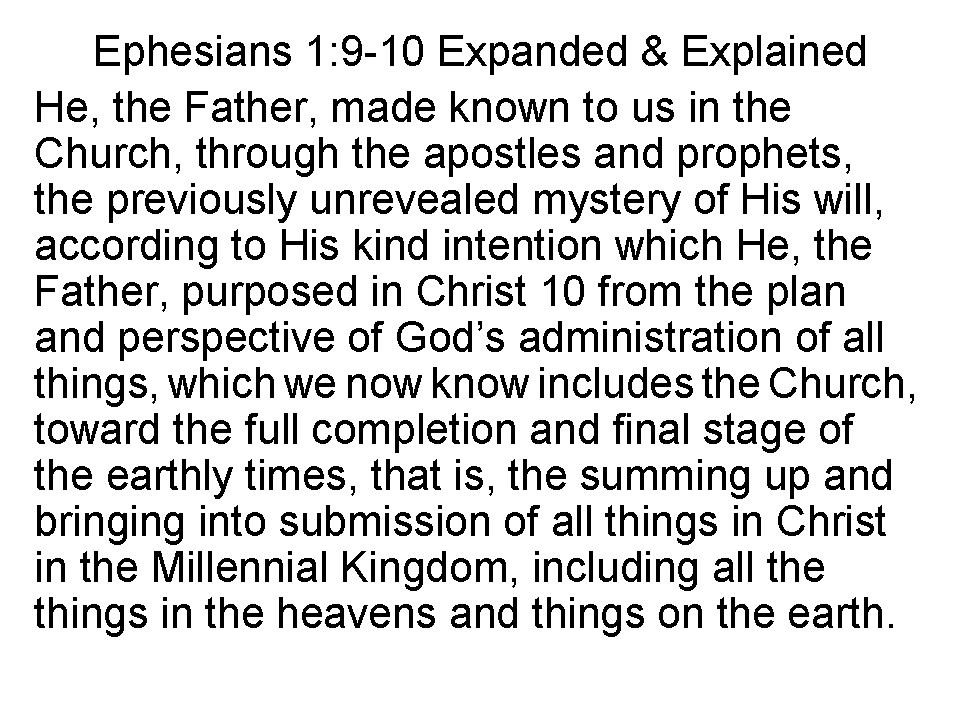 Ephesians 1:9-10 Expanded & Explained
He, the Father, made known to us in the
Church, through the apostles and prophets,
the previously unrevealed mystery of His will,
according to His kind intention which He, the
Father, purposed in Christ 10 from the plan
and perspective of God’s administration of all
things, which we now know includes the Church,
toward the full completion and final stage of
the earthly times, that is, the summing up and
bringing into submission of all things in Christ
in the Millennial Kingdom, including all the
things in the heavens and things on the earth.